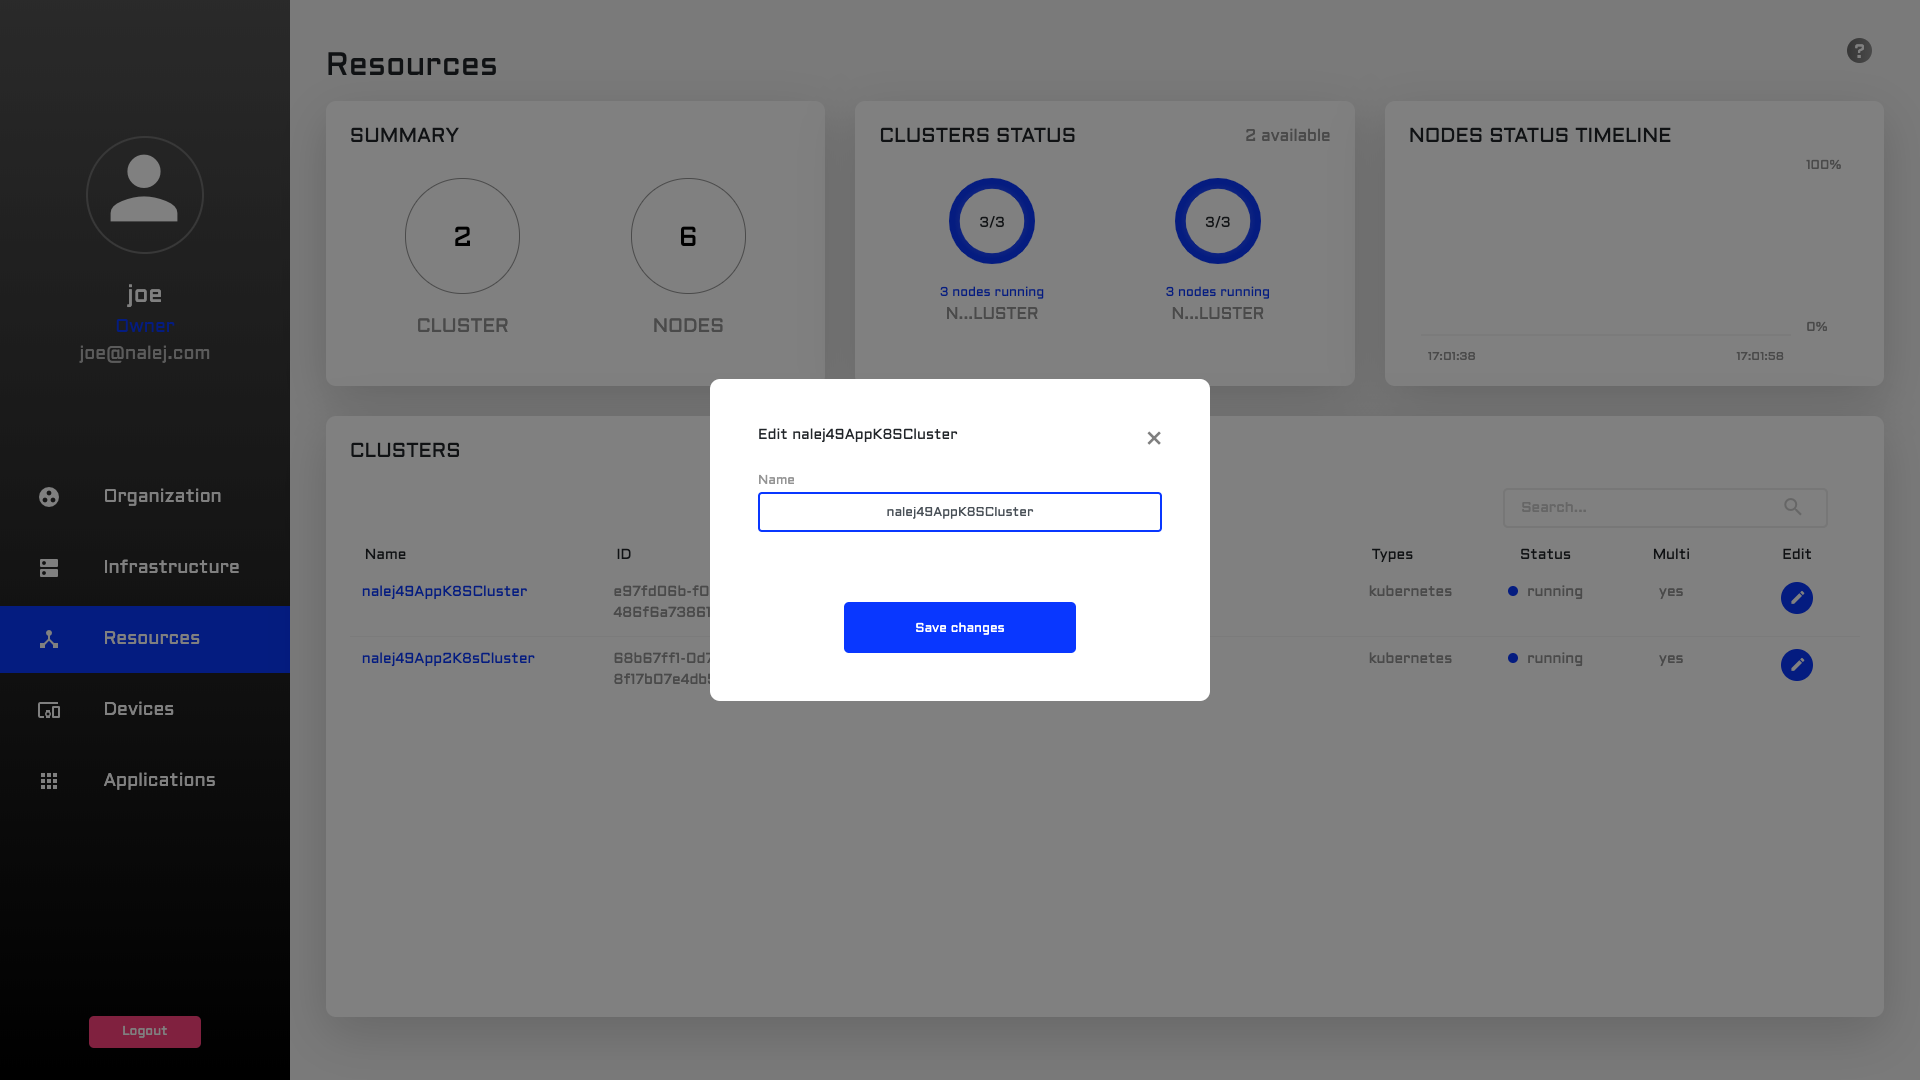 joe
Owner
joe@nalej.com
Organization
Infrastructure
Resources
Devices
Applications
Logout
Resources
?
SUMMARY
2
CLUSTER
6
NODES
CLUSTERS STATUS
2 available
3/3
3 nodes running
N...LUSTER
3/3
3 nodes running
N...LUSTER
NODES STATUS TIMELINE
100%
0%
17:01:38
17:01:58
CLUSTERS
Search...
Name ID Types Status Multi Edit
nalej49AppK8SCluster e97fd06b-f0 kubernetes running yes
486f6a73861
nalej49App2K8sCluster 68b67ff1-0d7 kubernetes running yes
8f17b07e4db
Edit nalej49AppK8SCluster
Name
nalej49AppK8SCluster
Save changes